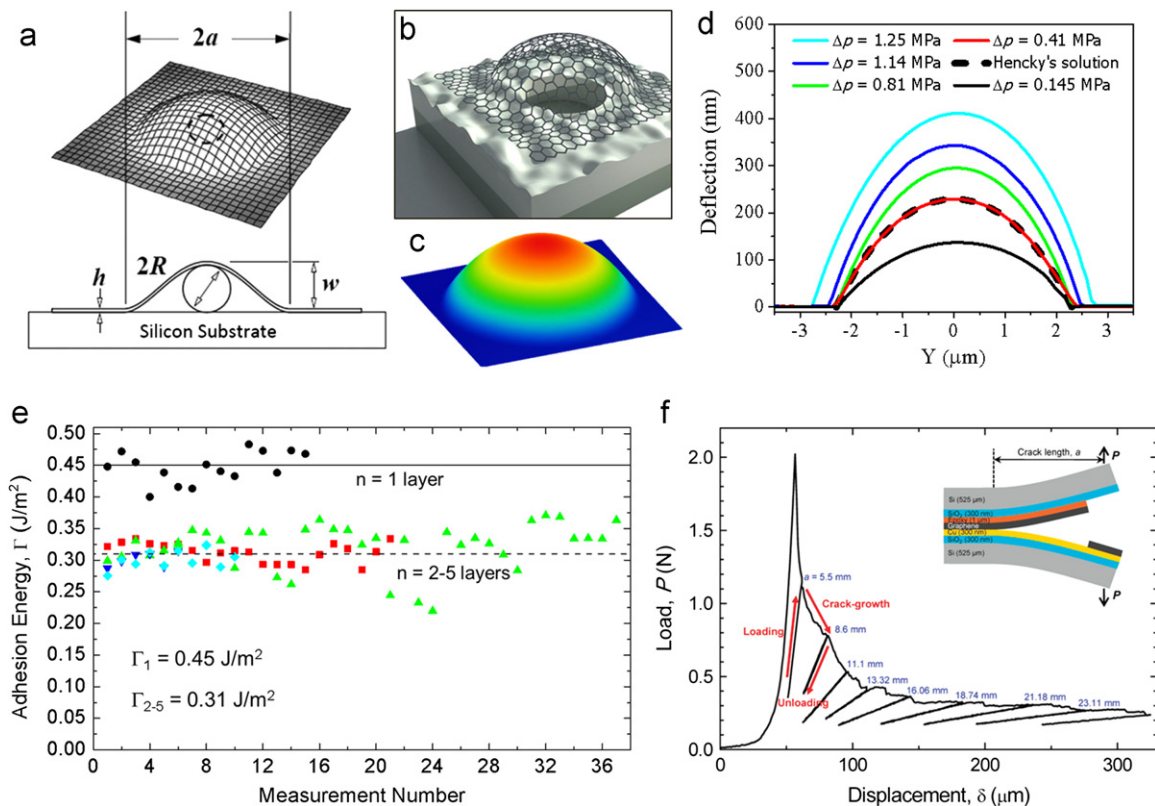 a
2a
h
2R
w
Silicon Substrate
b
c
d
600
500
400
300
200
100
0
Deflection (nm)
Δp = 1.25 MPa
Δp = 1.14 MPa
Δp = 0.81 MPa
Δp = 0.41 MPa
Hencky's solution
Δp = 0.145 MPa
-3 -2 -1 0 1 2 3
Y (μm)
e
0.50
0.45
0.40
0.35
0.30
0.25
0.20
0.15
0.10
0.05
0.00
Adhesion Energy, Γ (J/m²)
n = 1 layer
n = 2-5 layers
Γ₁ = 0.45 J/m²
Γ₂₋₅ = 0.31 J/m²
0 4 8 12 16 20 24 28 32 36
Measurement Number
f
2.0
1.5
1.0
0.5
0.0
Load, P (N)
Crack length, a
P
Si (525 μm)
SiO₂ (300 nm)
Epoxy (1 μm)
Graphene
Cu (300 nm)
SiO₂ (300 nm)
Si (525 μm)
P
a = 5.5 mm
Crack-growth
8.6 mm
Loading
11.1 mm
13.32 mm
Unloading
16.06 mm
18.74 mm
21.18 mm
23.11 mm
0 100 200 300
Displacement, δ (μm)